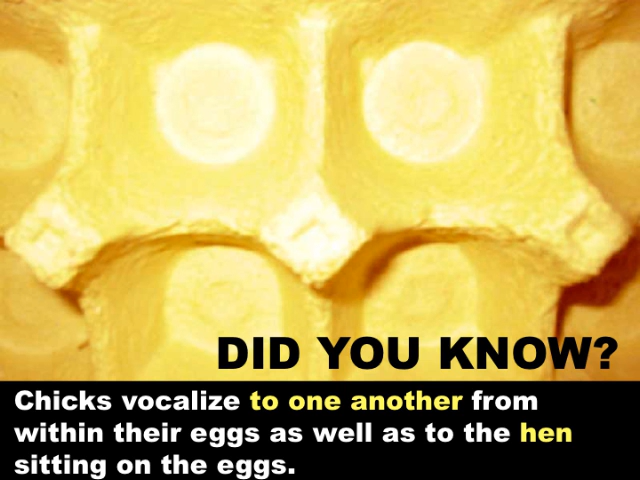 DID YOU KNOW?
Chicks vocalize to one another from
within their eggs as well as to the hen
sitting on the eggs.